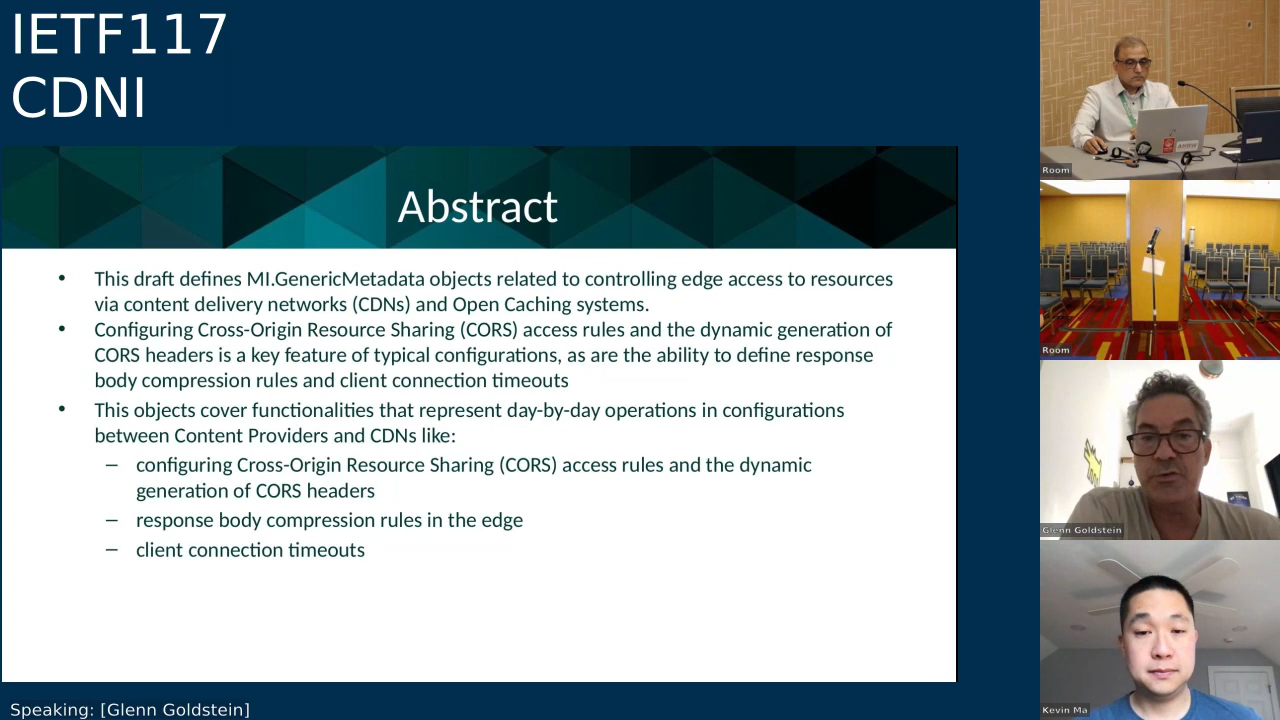 IETF117
CDNI
Abstract
• This draft defines MI.GenericMetadata objects related to controlling edge access to resources
via content delivery networks (CDNs) and Open Caching systems.
• Configuring Cross-Origin Resource Sharing (CORS) access rules and the dynamic generation of
CORS headers is a key feature of typical configurations, as are the ability to define response
body compression rules and client connection timeouts
• This objects cover functionalities that represent day-by-day operations in configurations
between Content Providers and CDNs like:
– configuring Cross-Origin Resource Sharing (CORS) access rules and the dynamic
generation of CORS headers
– response body compression rules in the edge
– client connection timeouts
Speaking: [Glenn Goldstein]
Room
Room
Glenn Goldstein
Kevin Ma